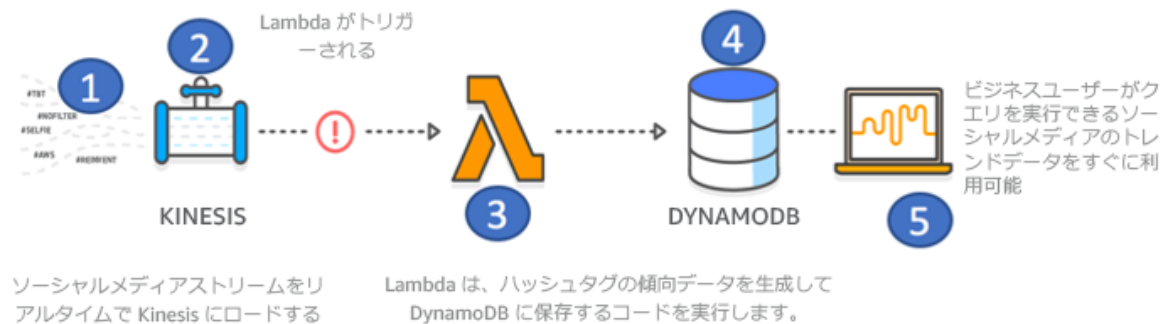 Lambda がトリガ
ーされる
1
2
#TBT
#NOFILTER
#SELFIE
#AWS
#REINVENT
KINESIS
3
4
DYNAMODB
5
ビジネスユーザーがク
エリを実行できるソー
シャルメディアのトレ
ンドデータをすぐに利
用可能
ソーシャルメディアストリームをリ
アルタイムで Kinesis にロードする
Lambda は、ハッシュタグの傾向データを生成して
DynamoDB に保存するコードを実行します。